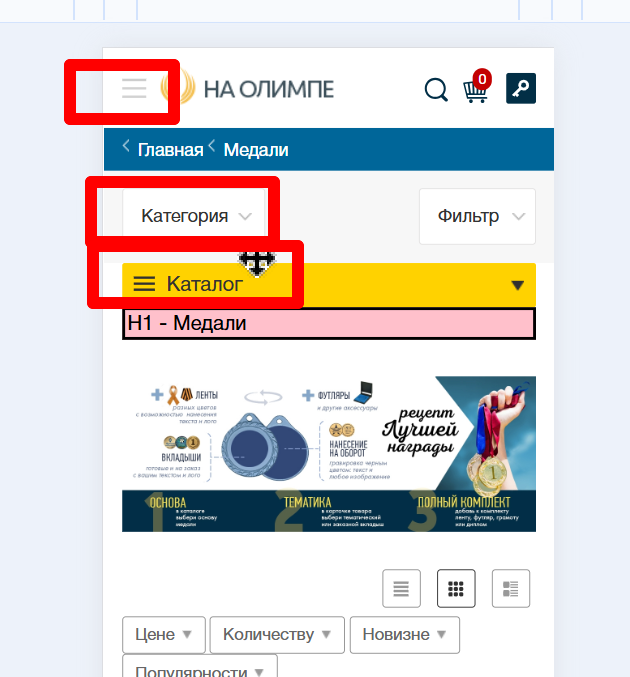 НА ОЛИМПЕ
0
Главная Медали
Категория
Фильтр
Каталог
H1 - Медали
ЛЕНТЫ
разных цветов
с возможностью нанесения
текста и лого
ФУТЛЯРЫ
и другие аксессуары
ВКЛАДЫШИ
готовые и на заказ
с вашим текстом и лого
НАНЕСЕНИЕ
НА ОБОРОТ
гравировка черным
цветом: текст и
любое изображение
рецепт
Лучшей
награды
1
ОСНОВА
в каталоге
выбери основу
медали
2
ТЕМАТИКА
в карточке товара
выбери тематический
или заказной вкладыш
3
ПОЛНЫЙ КОМПЛЕКТ
добавь к комплекту
ленту, футляр, грамоту
или диплом
Цене
Количеству
Новизне
Популярности